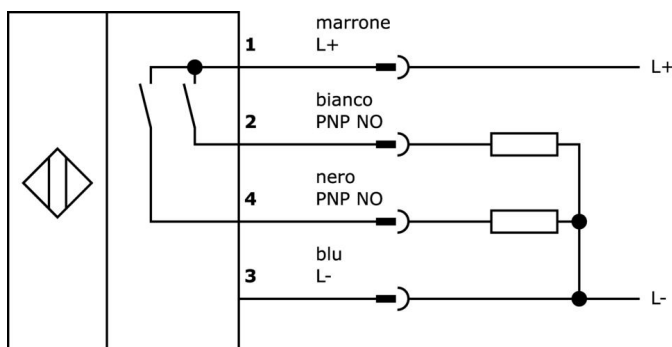 marrone
1 L+
L+
bianco
2 PNP NO
nero
4 PNP NO
blu
3 L-
L-